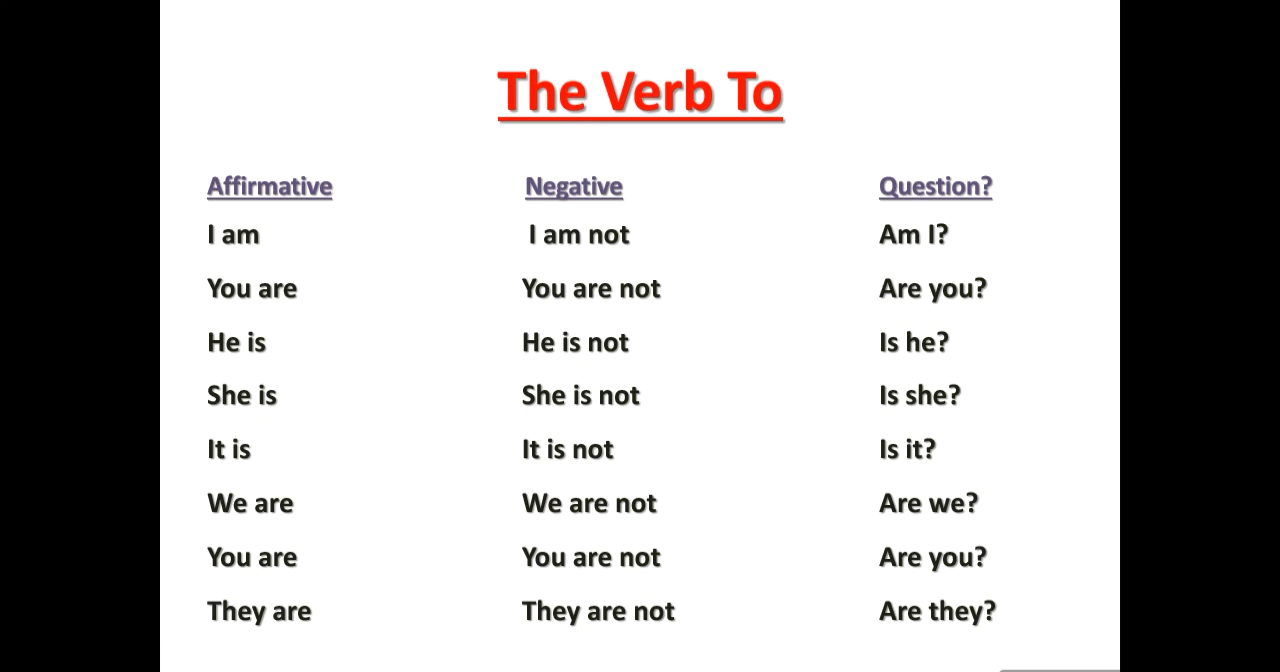 The Verb To
Affirmative Negative Question?
I am I am not Am I?
You are You are not Are you?
He is He is not Is he?
She is She is not Is she?
It is It is not Is it?
We are We are not Are we?
You are You are not Are you?
They are They are not Are they?